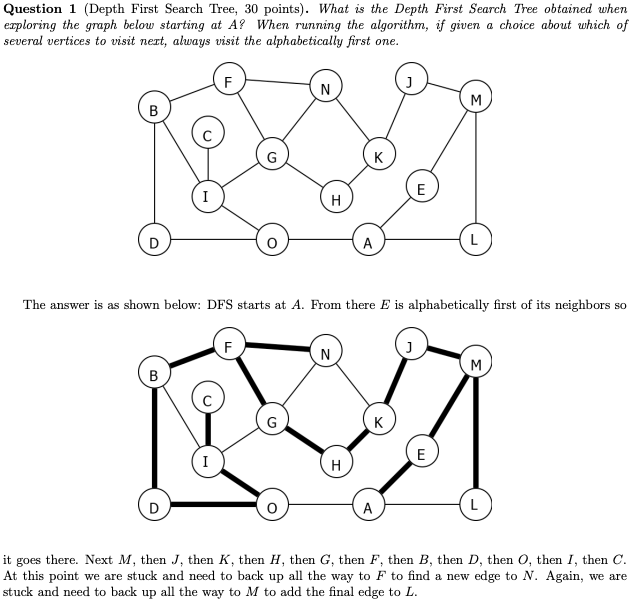 Question 1 (Depth First Search Tree, 30 points). What is the Depth First Search Tree obtained when
exploring the graph below starting at A? When running the algorithm, if given a choice about which of
several vertices to visit next, always visit the alphabetically first one.
F
N
J
M
B
C
G
K
I
H
E
D
O
A
L
The answer is as shown below: DFS starts at A. From there E is alphabetically first of its neighbors so
F
N
J
M
B
C
G
K
I
H
E
D
O
A
L
it goes there. Next M, then J, then K, then H, then G, then F, then B, then D, then O, then I, then C.
At this point we are stuck and need to back up all the way to F to find a new edge to N. Again, we are
stuck and need to back up all the way to M to add the final edge to L.